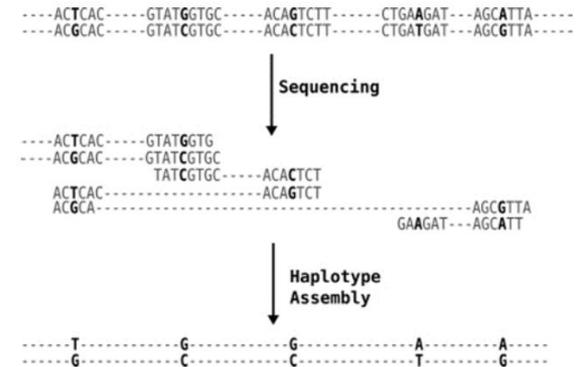 ----ACTCAC-----GTATGGTGC-----ACAGTCTT------CTGAAGAT---AGCATTA-----
----ACGCAC-----GTATCGTGC-----ACACTCTT------CTGATGAT---AGCGTTA-----
Sequencing
----ACTCAC-----GTATGGTG
----ACGCAC-----GTATCGTGC
TATCGTGC-----ACACTCT
ACTCAC-------------------ACAGTCT
ACGCA---------------------------------------------AGCGTTA
GAAGAT---AGCATT
Haplotype
Assembly
------T------------G------------G--------------A---------A-----
------G------------C------------C--------------T---------G-----